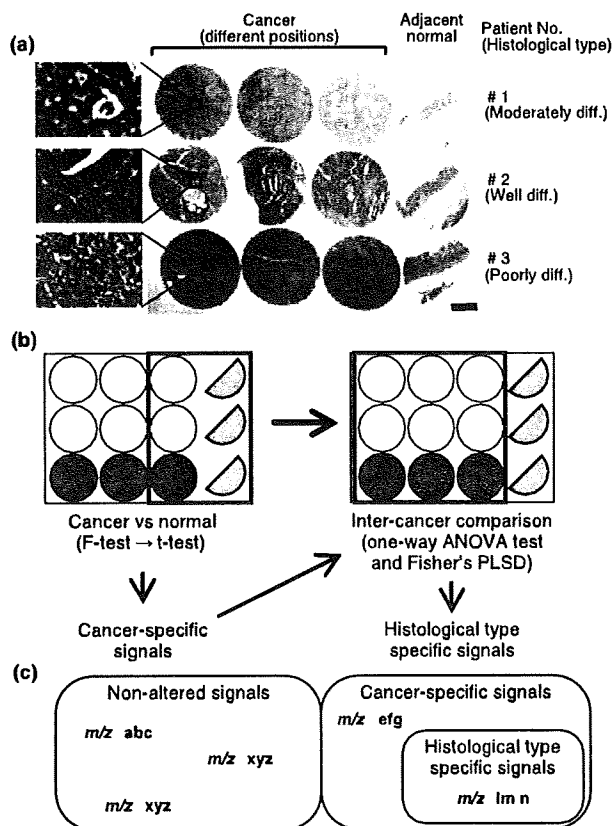 (a)
Cancer
(different positions)
Adjacent
normal
Patient No.
(Histological type)
# 1
(Moderately diff.)
# 2
(Well diff.)
# 3
(Poorly diff.)
(b)
Cancer vs normal
(F-test → t-test)
Inter-cancer comparison
(one-way ANOVA test
and Fisher's PLSD)
Cancer-specific
signals
Histological type
specific signals
(c)
Non-altered signals
m/z abc
m/z xyz
m/z xyz
Cancer-specific signals
m/z efg
Histological type
specific signals
m/z lm n